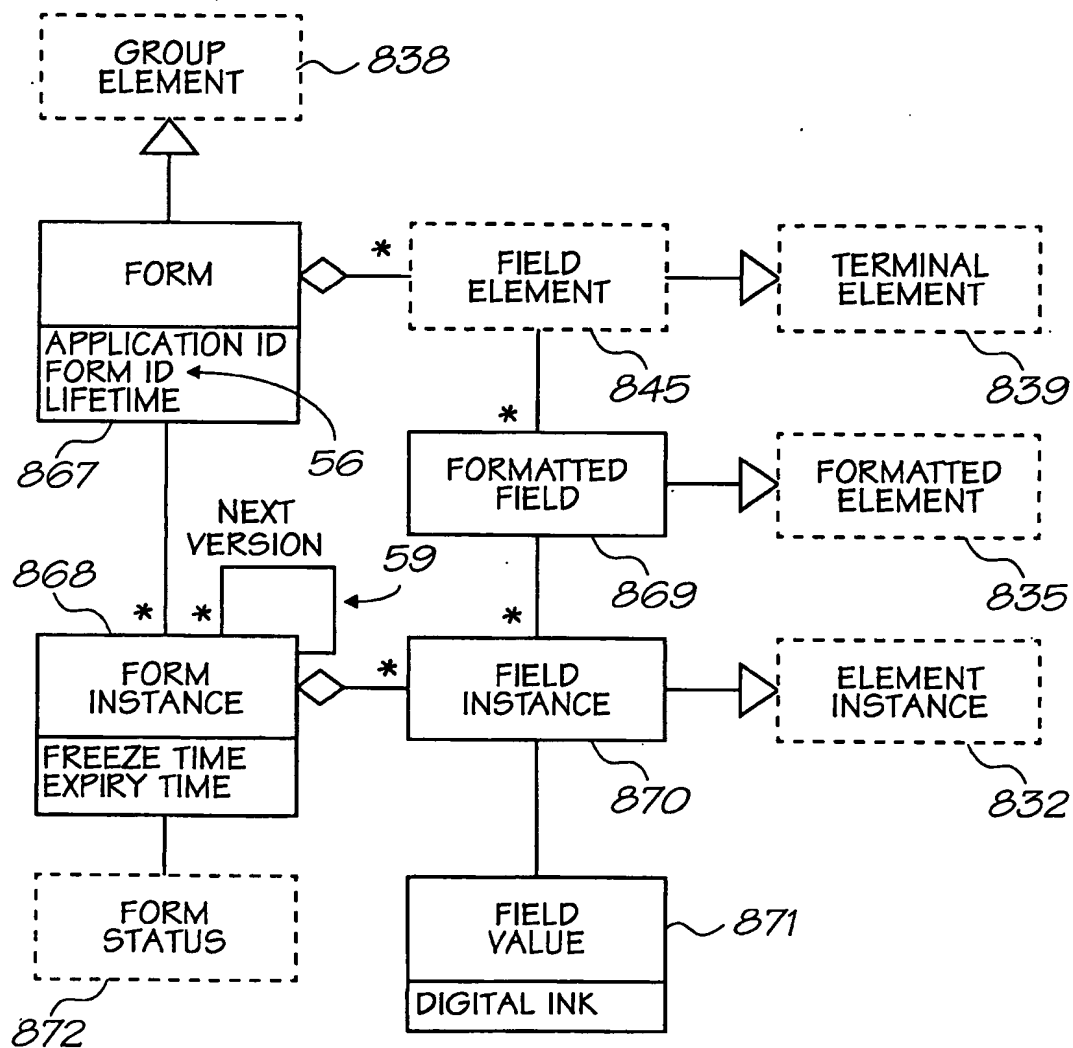 GROUP
ELEMENT
838
FORM
APPLICATION ID
FORM ID
LIFETIME
867
56
*
FIELD
ELEMENT
845
TERMINAL
ELEMENT
839
*
FORMATTED
FIELD
869
FORMATTED
ELEMENT
835
NEXT
VERSION
59
868
*
*
FORM
INSTANCE
FREEZE TIME
EXPIRY TIME
*
*
FIELD
INSTANCE
870
ELEMENT
INSTANCE
832
FORM
STATUS
872
FIELD
VALUE
DIGITAL INK
871